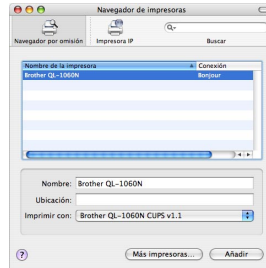 Navegador de impresoras
Navegador por omisión
Impresora IP
Buscar
Nombre de la impresora
Conexión
Brother QL-1060N
Bonjour
Nombre: Brother QL-1060N
Ubicación:
Imprimir con: Brother QL-1060N CUPS v1.1
? Más impresoras... Añadir